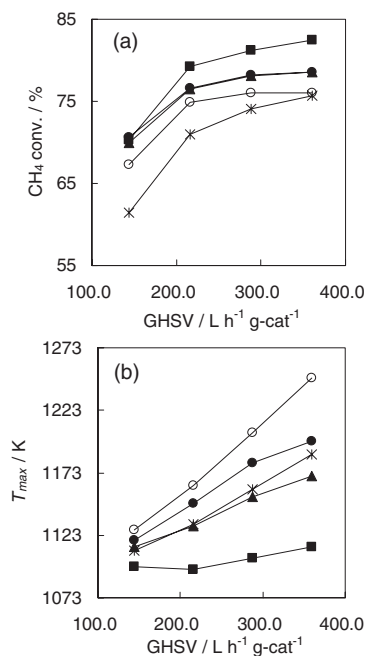 (a)
85
75
65
55
CH₄ conv. / %
100.0 200.0 300.0 400.0
GHSV / L h⁻¹ g-cat⁻¹
(b)
1273
1223
1173
1123
1073
T_max / K
100.0 200.0 300.0 400.0
GHSV / L h⁻¹ g-cat⁻¹